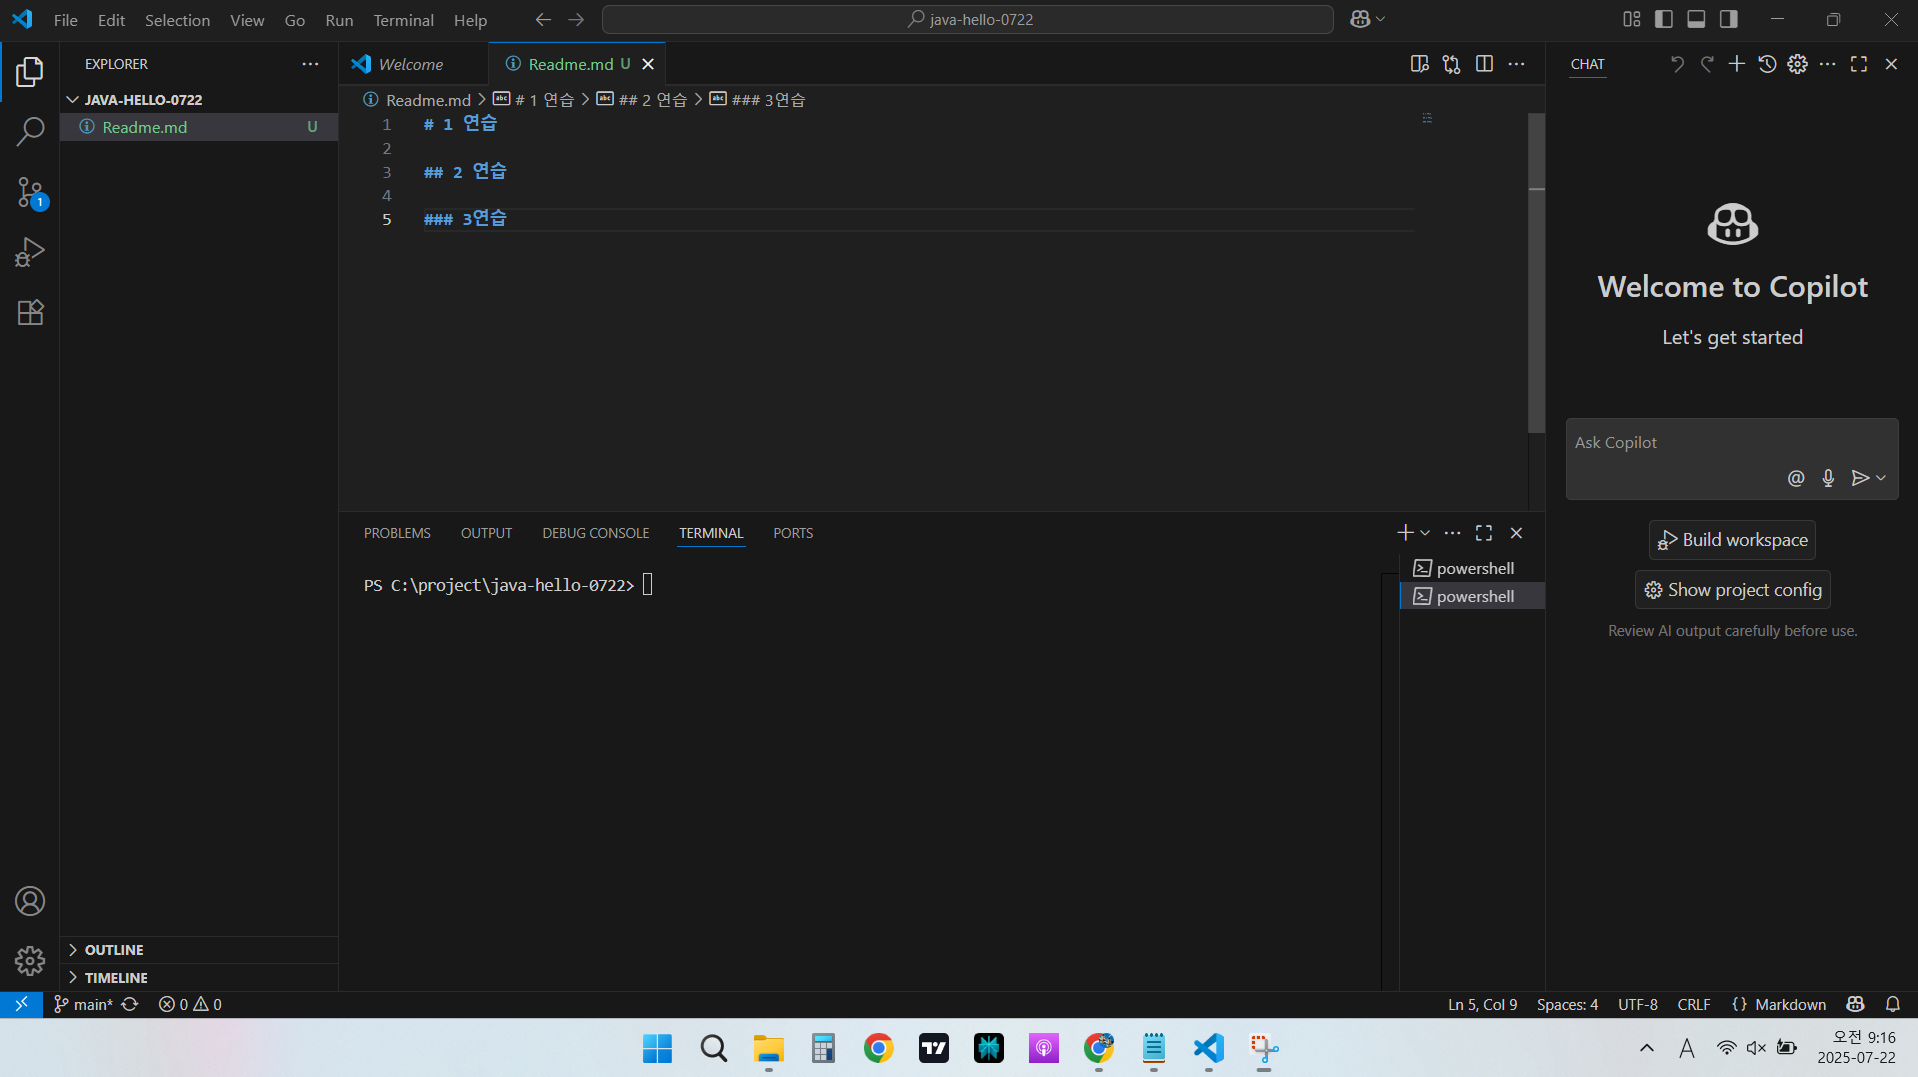 File Edit Selection View Go Run Terminal Help
java-hello-0722
EXPLORER
JAVA-HELLO-0722
Readme.md U
OUTLINE
TIMELINE
Welcome
Readme.md U
Readme.md > # 1 연습 > ## 2 연습 > ### 3연습
1 # 1 연습
2
3 ## 2 연습
4
5 ### 3연습
PROBLEMS OUTPUT DEBUG CONSOLE TERMINAL PORTS
PS C:\project\java-hello-0722>
powershell
powershell
CHAT
Welcome to Copilot
Let's get started
Ask Copilot
Build workspace
Show project config
Review AI output carefully before use.
1
main* 0 0
Ln 5, Col 9 Spaces: 4 UTF-8 CRLF {} Markdown
A
오전 9:16
2025-07-22